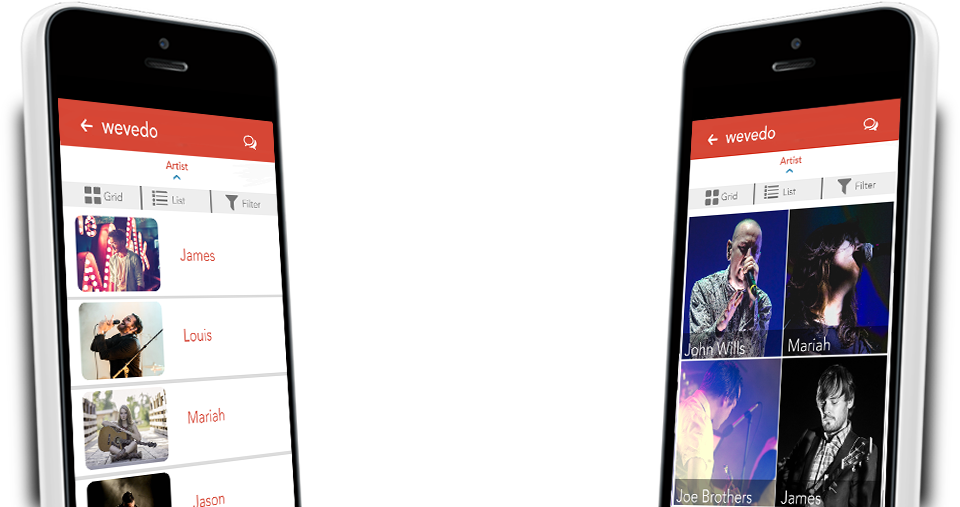 wevedo
Artist
Grid List Filter
James
Louis
Mariah
Jason
wevedo
Artist
Grid List Filter
John Wills
Mariah
Joe Brothers
James